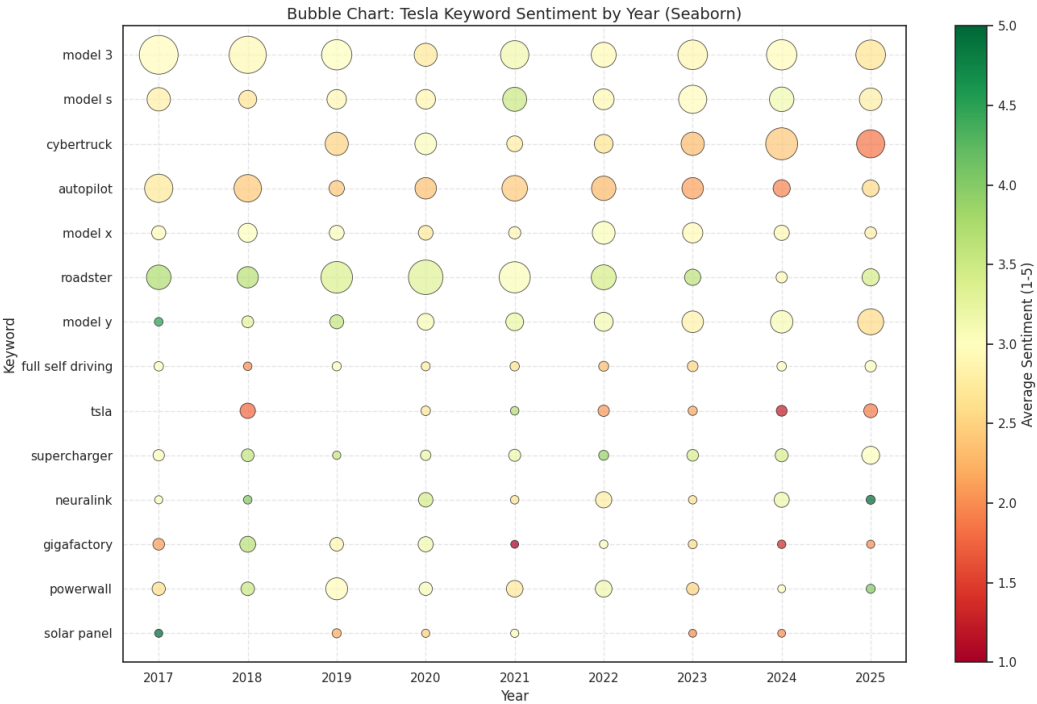 Bubble Chart: Tesla Keyword Sentiment by Year (Seaborn)
model 3
model s
cybertruck
autopilot
model x
roadster
model y
full self driving
tsla
supercharger
neuralink
gigafactory
powerwall
solar panel
Keyword
2017 2018 2019 2020 2021 2022 2023 2024 2025
Year
5.0
4.5
4.0
3.5
3.0
2.5
2.0
1.5
1.0
Average Sentiment (1-5)